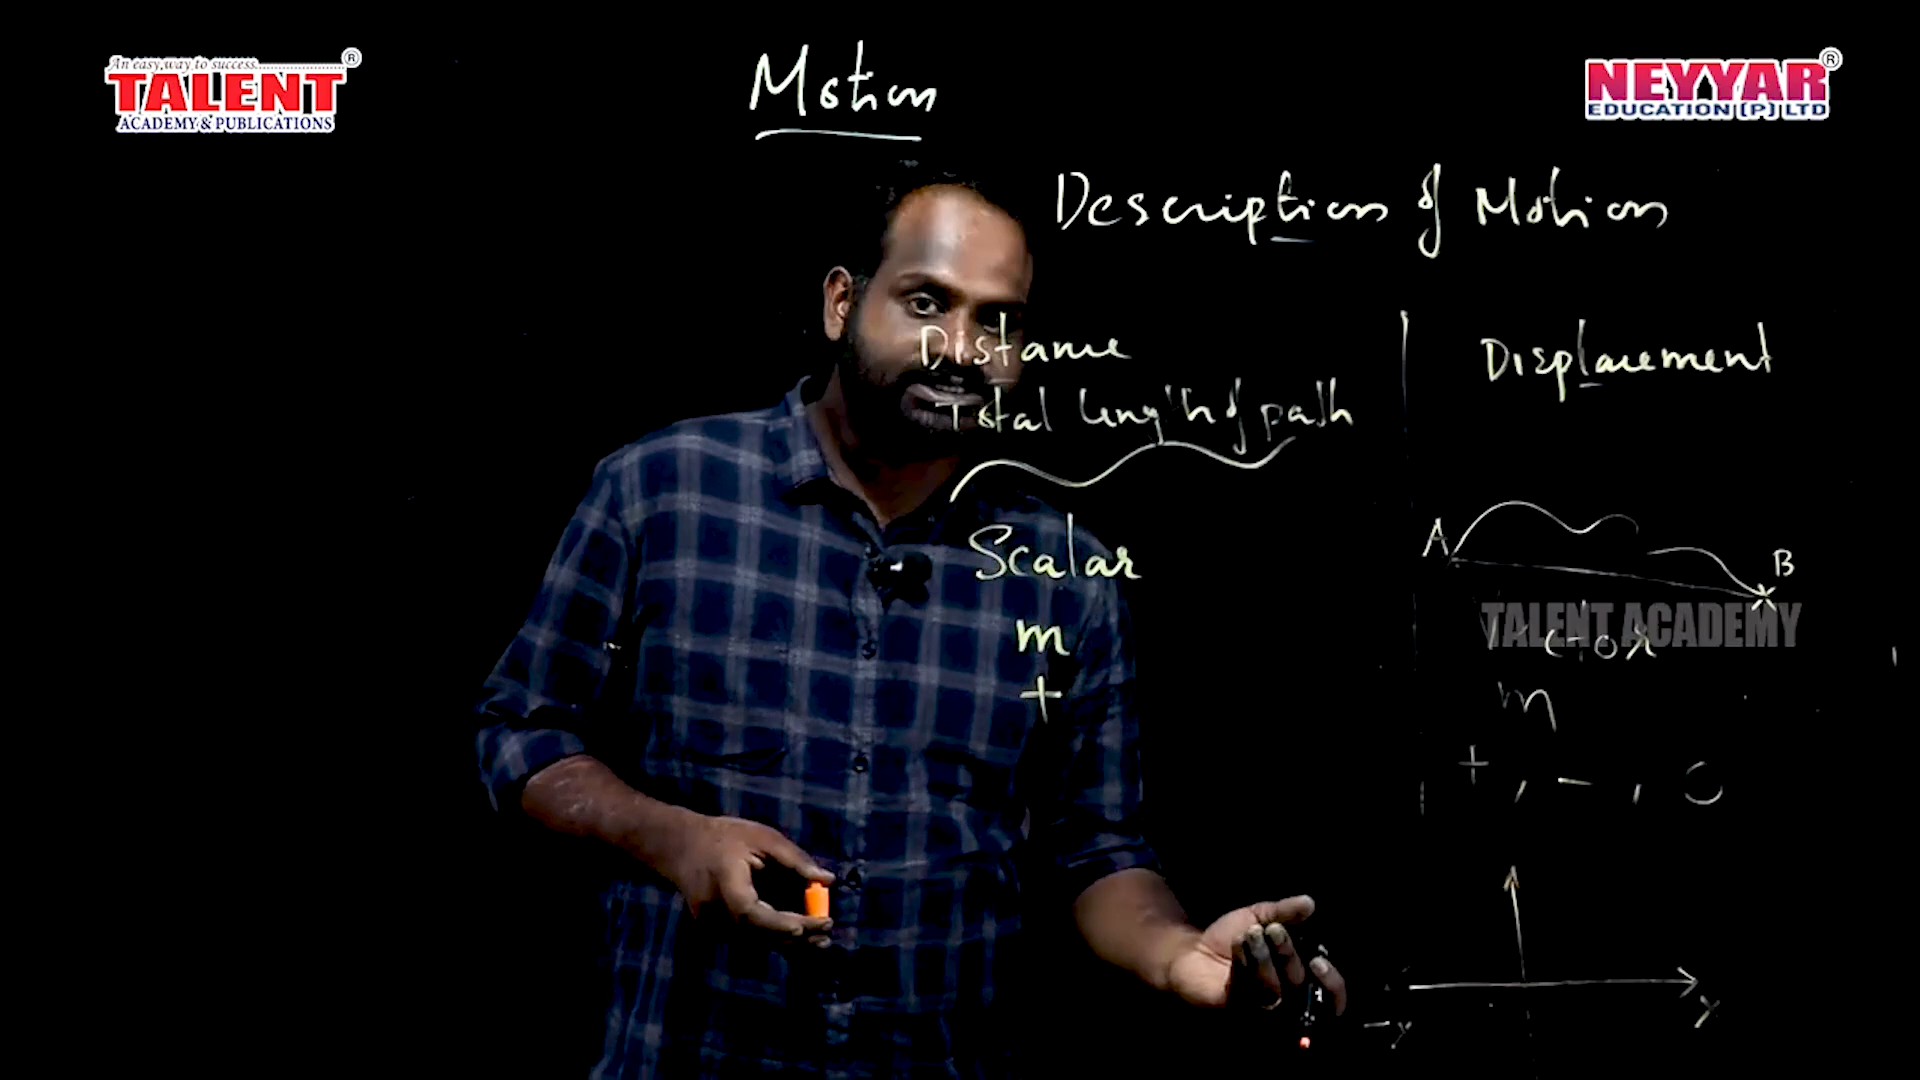 An easy way to success....................
TALENT®
ACADEMY & PUBLICATIONS
NEYYAR®
EDUCATION (P) LTD
Motion
Description of Motion
Distance
Total length of path
Scalar
m
+
Displacement
A
B
TALENT ACADEMY
Vector
m
+, -, 0